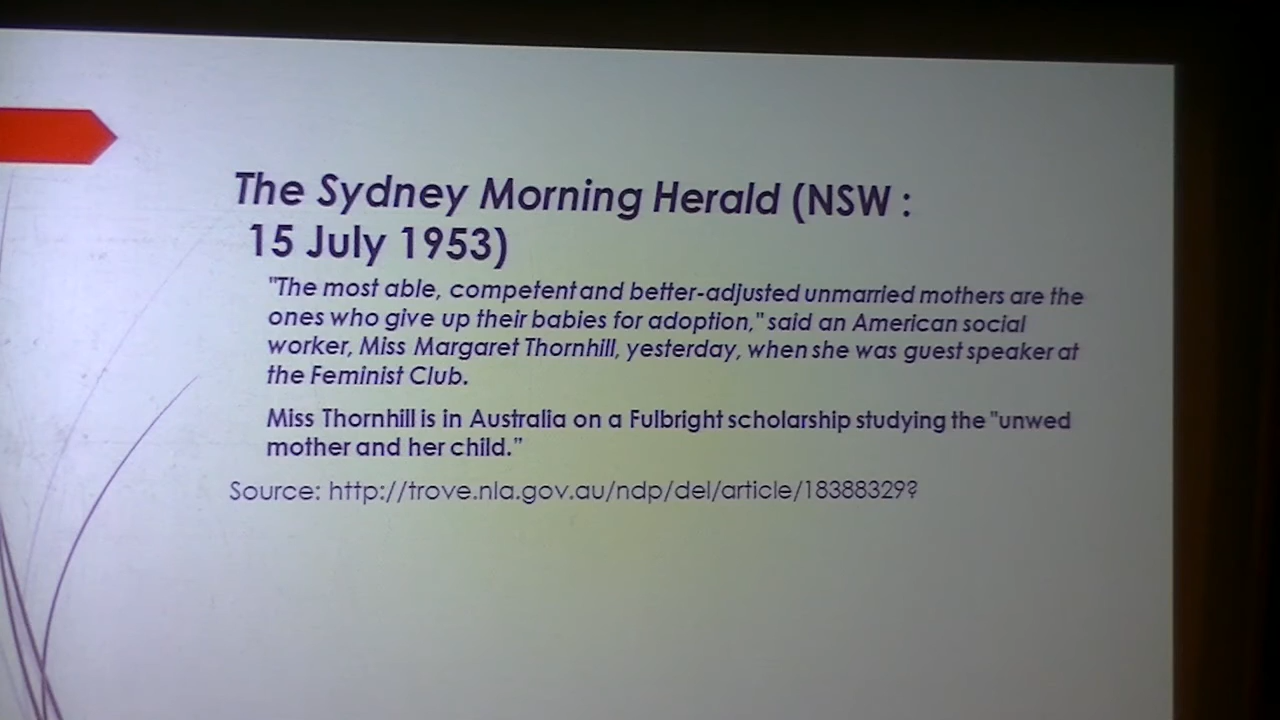 The Sydney Morning Herald (NSW :
15 July 1953)
"The most able, competent and better-adjusted unmarried mothers are the
ones who give up their babies for adoption," said an American social
worker, Miss Margaret Thornhill, yesterday, when she was guest speaker at
the Feminist Club.
Miss Thornhill is in Australia on a Fulbright scholarship studying the "unwed
mother and her child."
Source: http://trove.nla.gov.au/ndp/del/article/18388329?